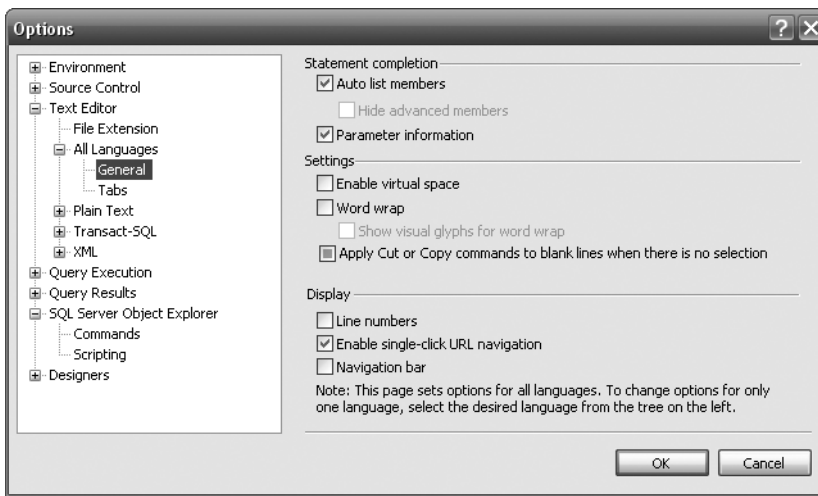 Options
Environment
Source Control
Text Editor
File Extension
All Languages
General
Tabs
Plain Text
Transact-SQL
XML
Query Execution
Query Results
SQL Server Object Explorer
Commands
Scripting
Designers
Statement completion
Auto list members
Hide advanced members
Parameter information
Settings
Enable virtual space
Word wrap
Show visual glyphs for word wrap
Apply Cut or Copy commands to blank lines when there is no selection
Display
Line numbers
Enable single-click URL navigation
Navigation bar
Note: This page sets options for all languages. To change options for only
one language, select the desired language from the tree on the left.
OK
Cancel